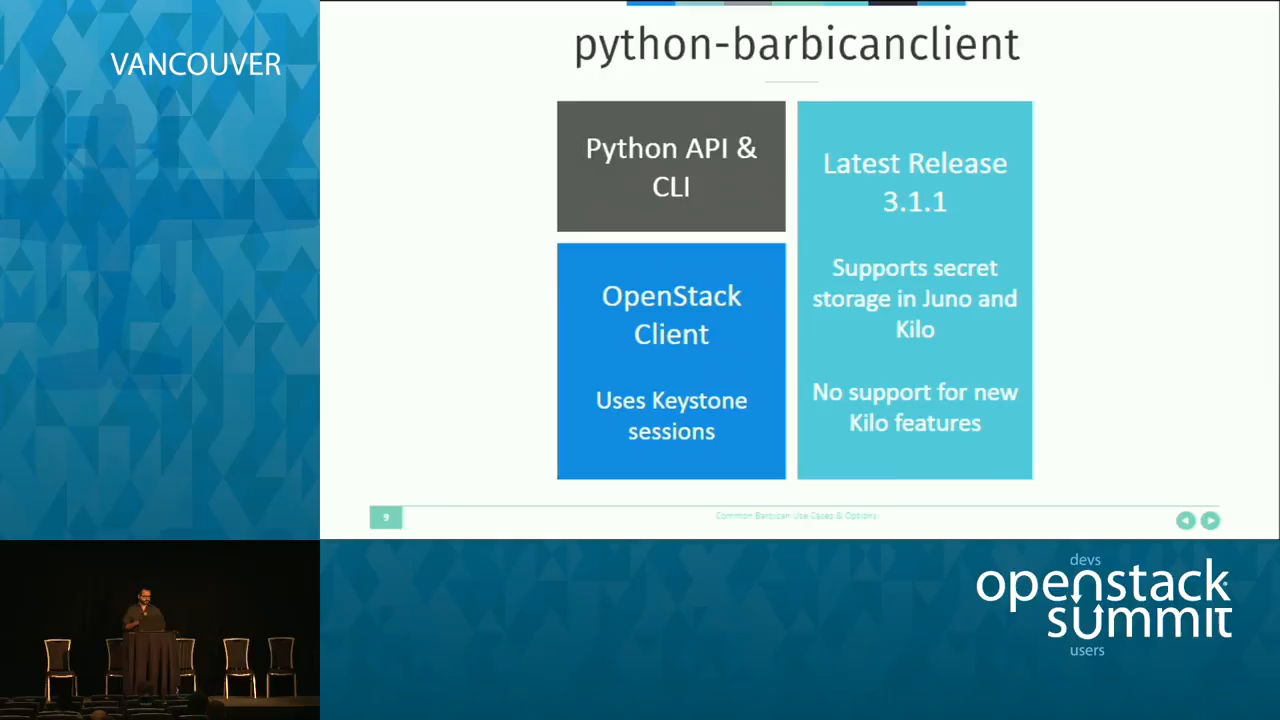 VANCOUVER
python-barbicanclient
Python API &
CLI
OpenStack
Client
Uses Keystone
sessions
Latest Release
3.1.1
Supports secret
storage in Juno and
Kilo
No support for new
Kilo features
9
Common Barbican Use Cases & Options
devs
openstack
summit
users